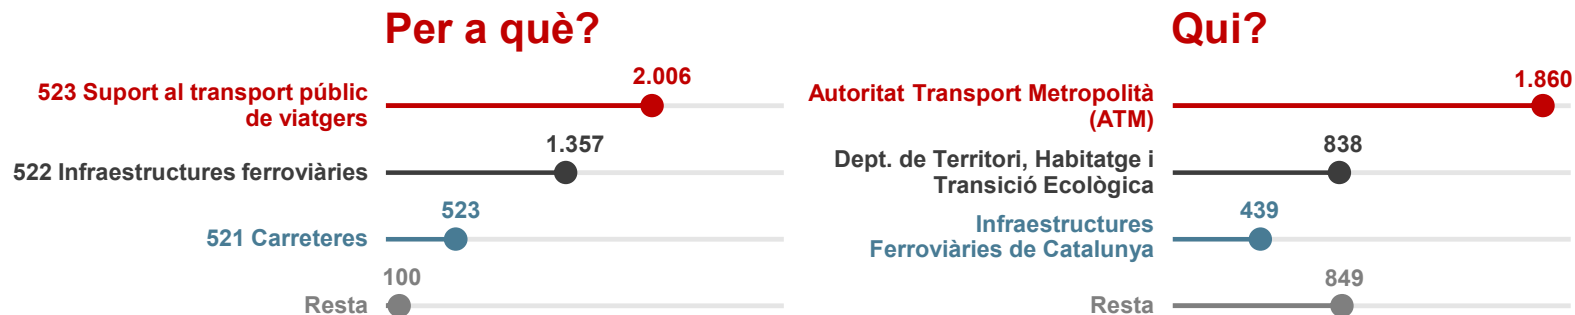 Per a què?
2.006
523 Suport al transport públic
de viatgers
1.357
522 Infraestructures ferroviàries
523
521 Carreteres
100
Resta
Qui?
1.860
Autoritat Transport Metropolità
(ATM)
838
Dept. de Territori, Habitatge i
Transició Ecològica
439
Infraestructures
Ferroviàries de Catalunya
849
Resta